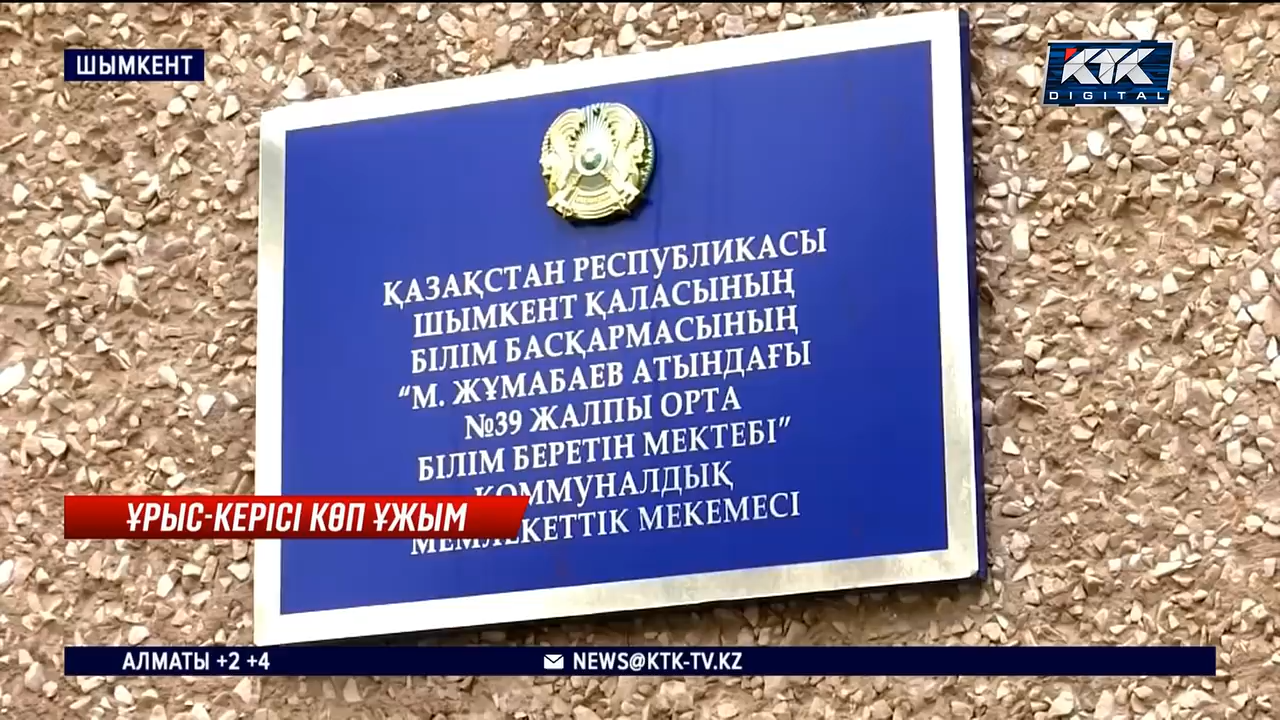 ШЫМКЕНТ
КТК
DIGITAL
ҚАЗАҚСТАН РЕСПУБЛИКАСЫ
ШЫМКЕНТ ҚАЛАСЫНЫҢ
БІЛІМ БАСҚАРМАСЫНЫҢ
“М. ЖҰМАБАЕВ АТЫНДАҒЫ
№39 ЖАЛПЫ ОРТА
БІЛІМ БЕРЕТІН МЕКТЕБІ”
КОММУНАЛДЫҚ
МЕМЛЕКЕТТІК МЕКЕМЕСІ
ҰРЫС-КЕРІСІ КӨП ҰЖЫМ
АЛМАТЫ +2 +4
NEWS@KTK-TV.KZ